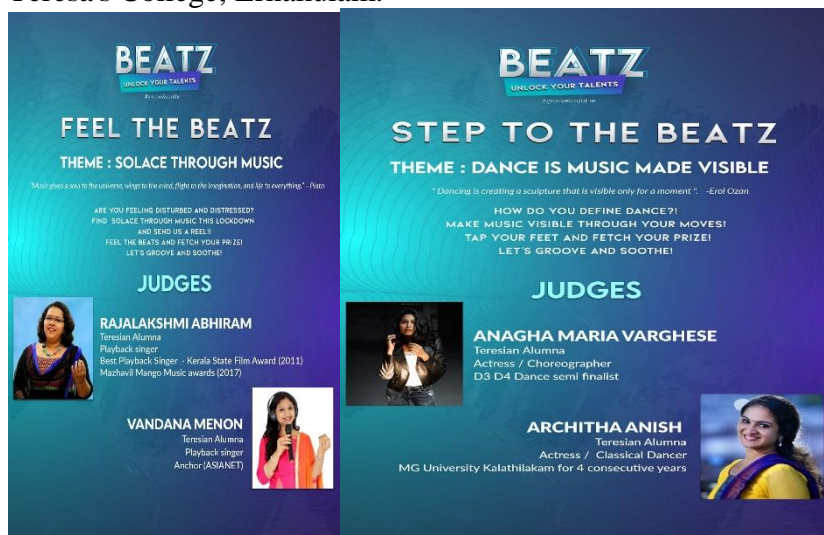 Teresa's College, Ernakulam.
BEATZ
UNLOCK YOUR TALENTS
FEEL THE BEATZ
THEME : SOLACE THROUGH MUSIC
"Music gives a soul to the universe, wings to the mind, flight to the imagination, and life to everything." - Plato
ARE YOU FEELING DISTURBED AND DISTRESSED?
FIND SOLACE THROUGH MUSIC THIS LOCKDOWN
AND SEND US A REEL!!
FEEL THE BEATS AND FETCH YOUR PRIZE!
LET'S GROOVE AND SOOTHE!
JUDGES
RAJALAKSHMI ABHIRAM
Teresian Alumna
Playback singer
Best Playback Singer - Kerala State Film Award (2011)
Mazhavil Mango Music awards (2017)
VANDANA MENON
Teresian Alumna
Playback singer
Anchor (ASIANET)
BEATZ
UNLOCK YOUR TALENTS
STEP TO THE BEATZ
THEME : DANCE IS MUSIC MADE VISIBLE
" Dancing is creating a sculpture that is visible only for a moment ". -Erol Ozan
HOW DO YOU DEFINE DANCE?!
MAKE MUSIC VISIBLE THROUGH YOUR MOVES!
TAP YOUR FEET AND FETCH YOUR PRIZE!
LET'S GROOVE AND SOOTHE!
JUDGES
ANAGHA MARIA VARGHESE
Teresian Alumna
Actress / Choreographer
D3 D4 Dance semi finalist
ARCHITHA ANISH
Teresian Alumna
Actress / Classical Dancer
MG University Kalathilakam for 4 consecutive years